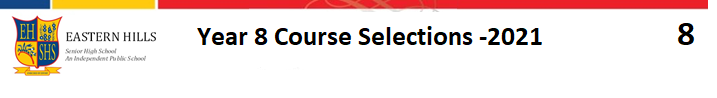 EH
SHS
EASTERN HILLS
Senior High School
An Independent Public School
Year 8 Course Selections -2021
8